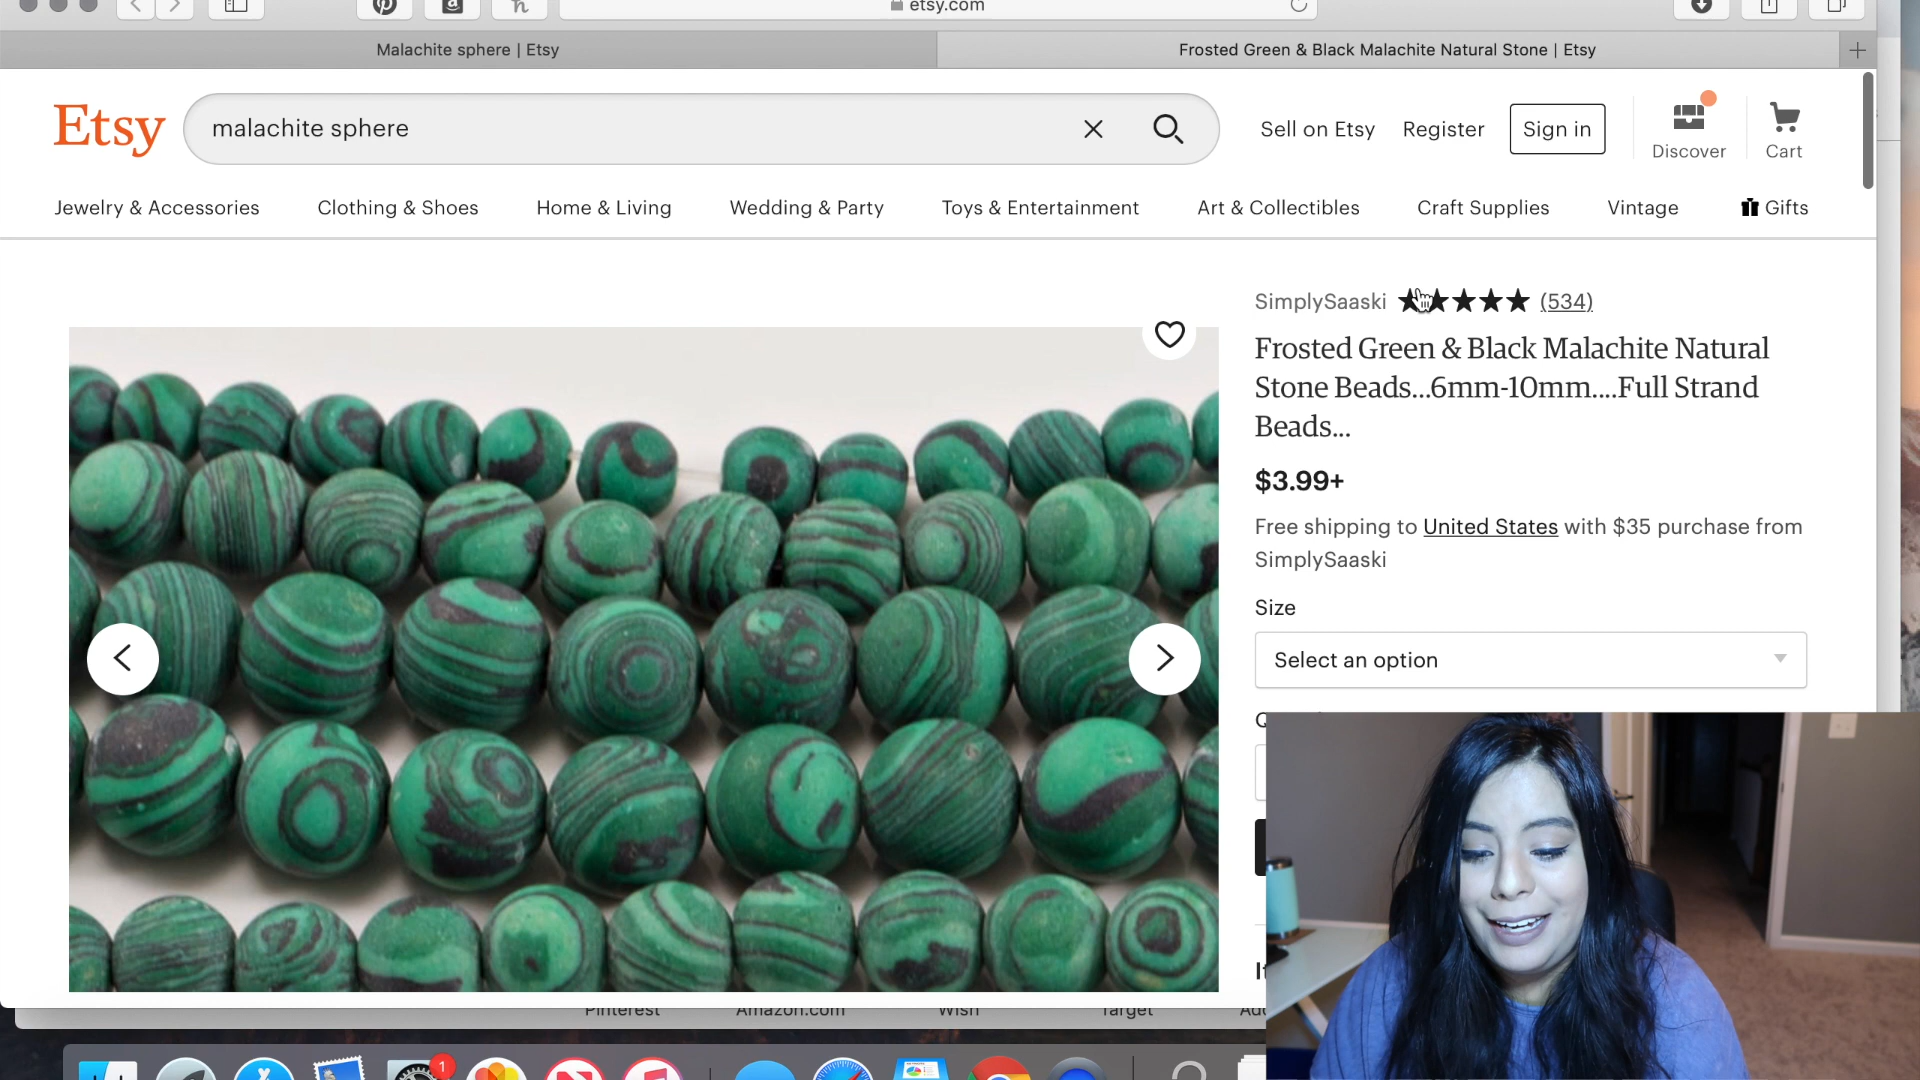 etsy.com
Malachite sphere | Etsy
Frosted Green & Black Malachite Natural Stone | Etsy
Etsy
malachite sphere
Sell on Etsy
Register
Sign in
Discover
Cart
Jewelry & Accessories
Clothing & Shoes
Home & Living
Wedding & Party
Toys & Entertainment
Art & Collectibles
Craft Supplies
Vintage
Gifts
SimplySaaski
(534)
Frosted Green & Black Malachite Natural
Stone Beads...6mm-10mm....Full Strand
Beads...
$3.99+
Free shipping to United States with $35 purchase from
SimplySaaski
Size
Select an option
Pinterest
Amazon.com
Wish
Target
1